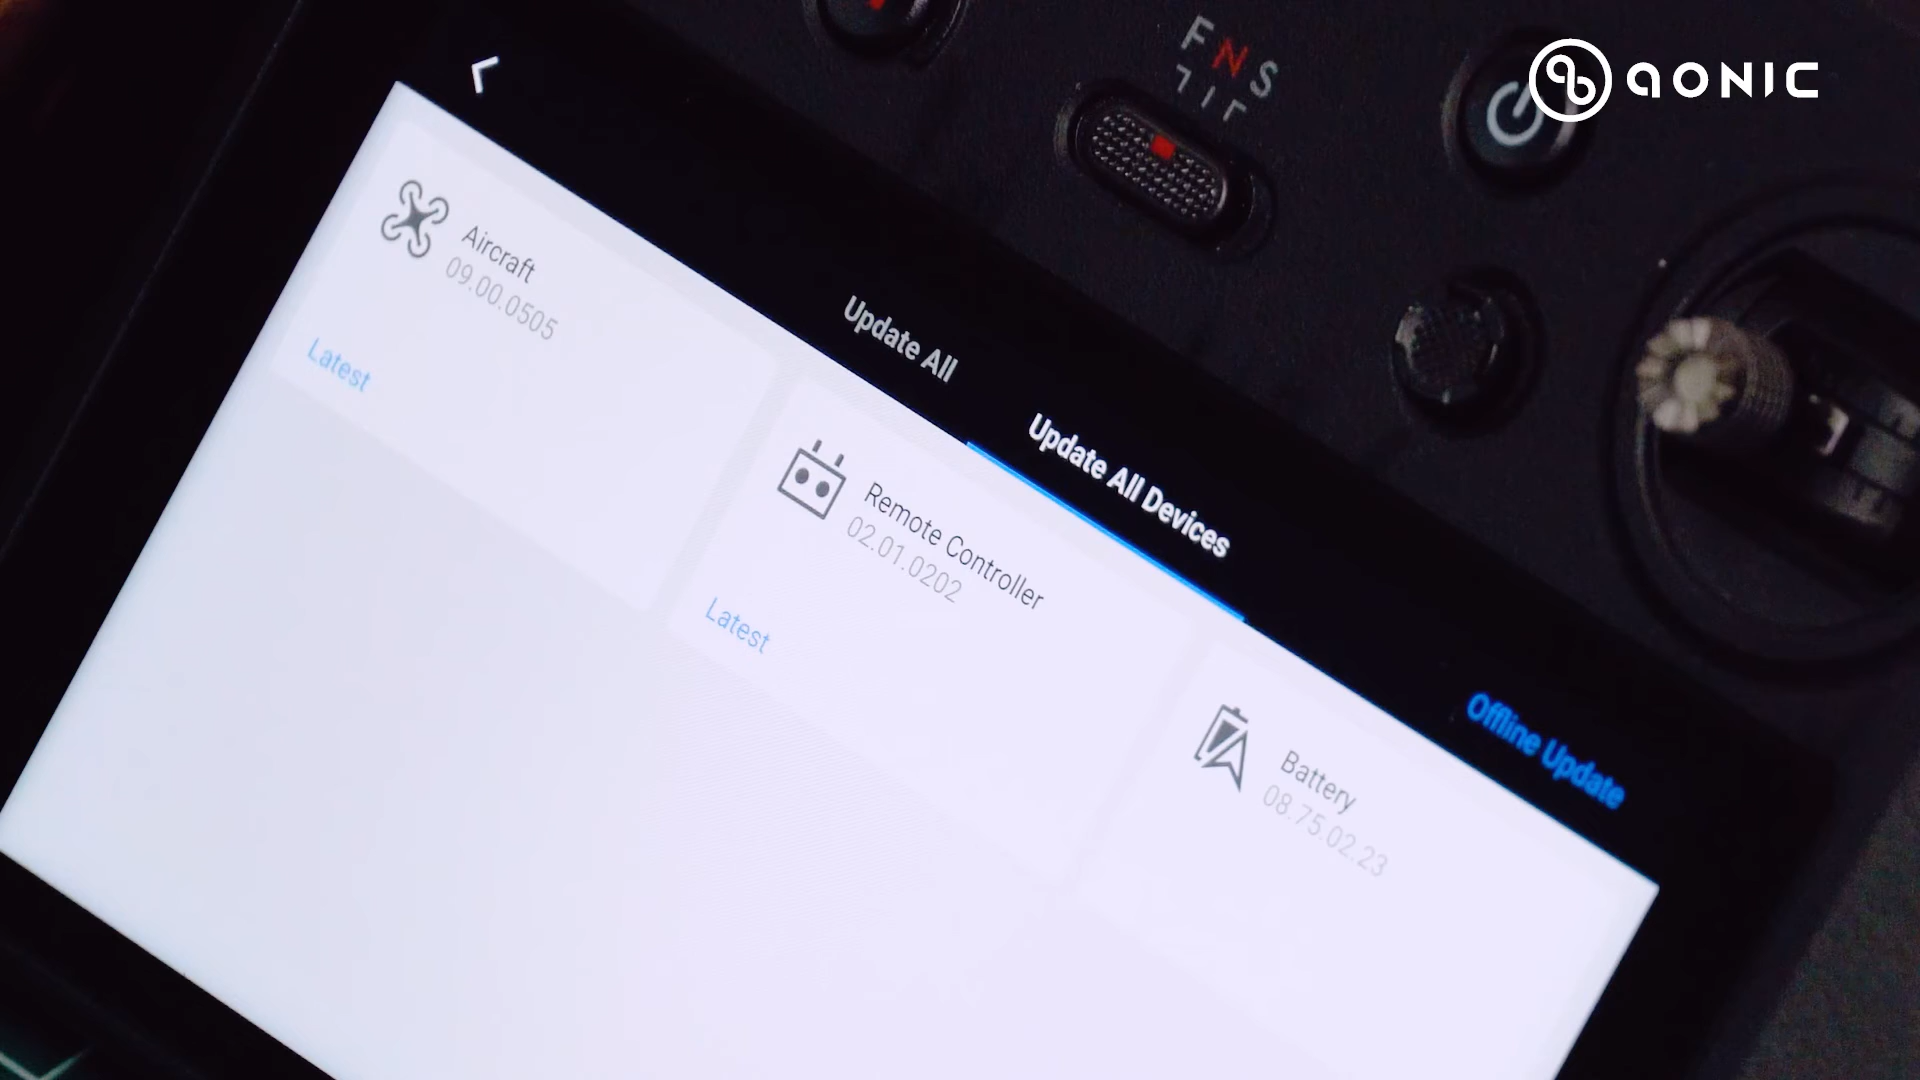 aonic
F N S
Update All
Update All Devices
Offline Update
Aircraft
09.00.0505
Latest
Remote Controller
02.01.0202
Latest
Battery
08.75.02.23